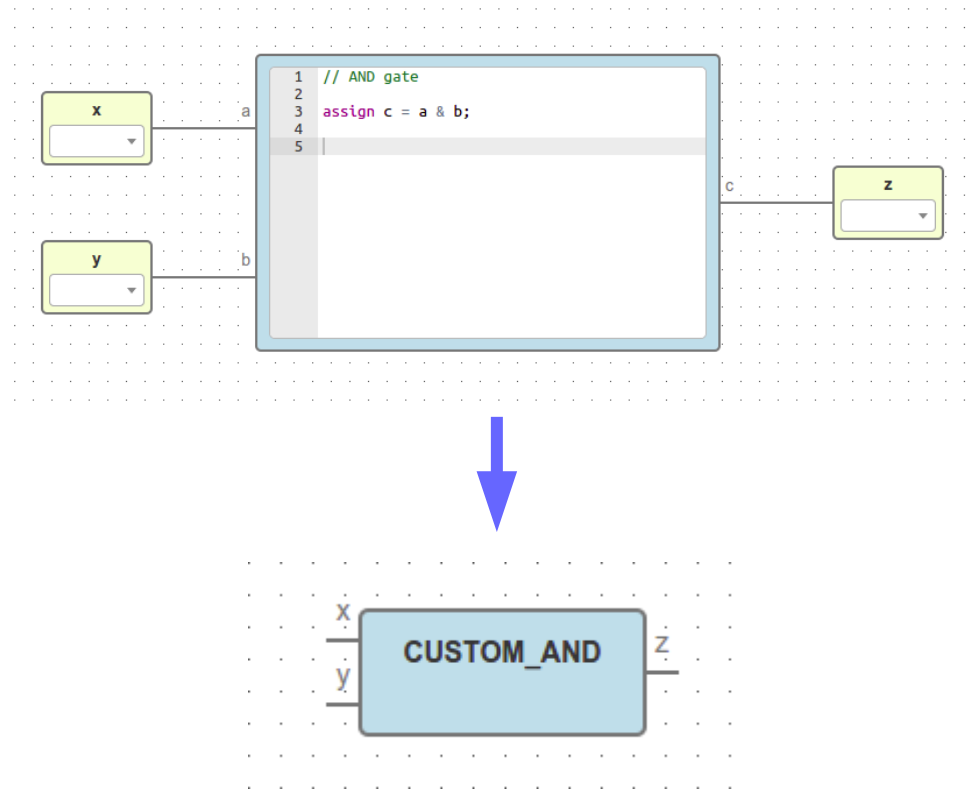 x
a
1 // AND gate
2
3 assign c = a & b;
4
5
c
z
y
b
x
CUSTOM_AND
z
y